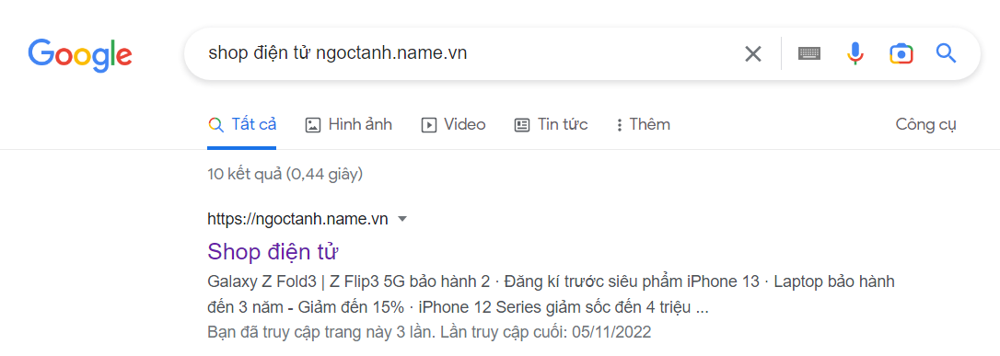 Google
shop điện tử ngoctanh.name.vn
Tất cả
Hình ảnh
Video
Tin tức
Thêm
Công cụ
10 kết quả (0,44 giây)
https://ngoctanh.name.vn
Shop điện tử
Galaxy Z Fold3 | Z Flip3 5G bảo hành 2 · Đăng kí trước siêu phẩm iPhone 13 · Laptop bảo hành
đến 3 năm - Giảm đến 15% · iPhone 12 Series giảm sốc đến 4 triệu ...
Bạn đã truy cập trang này 3 lần. Lần truy cập cuối: 05/11/2022